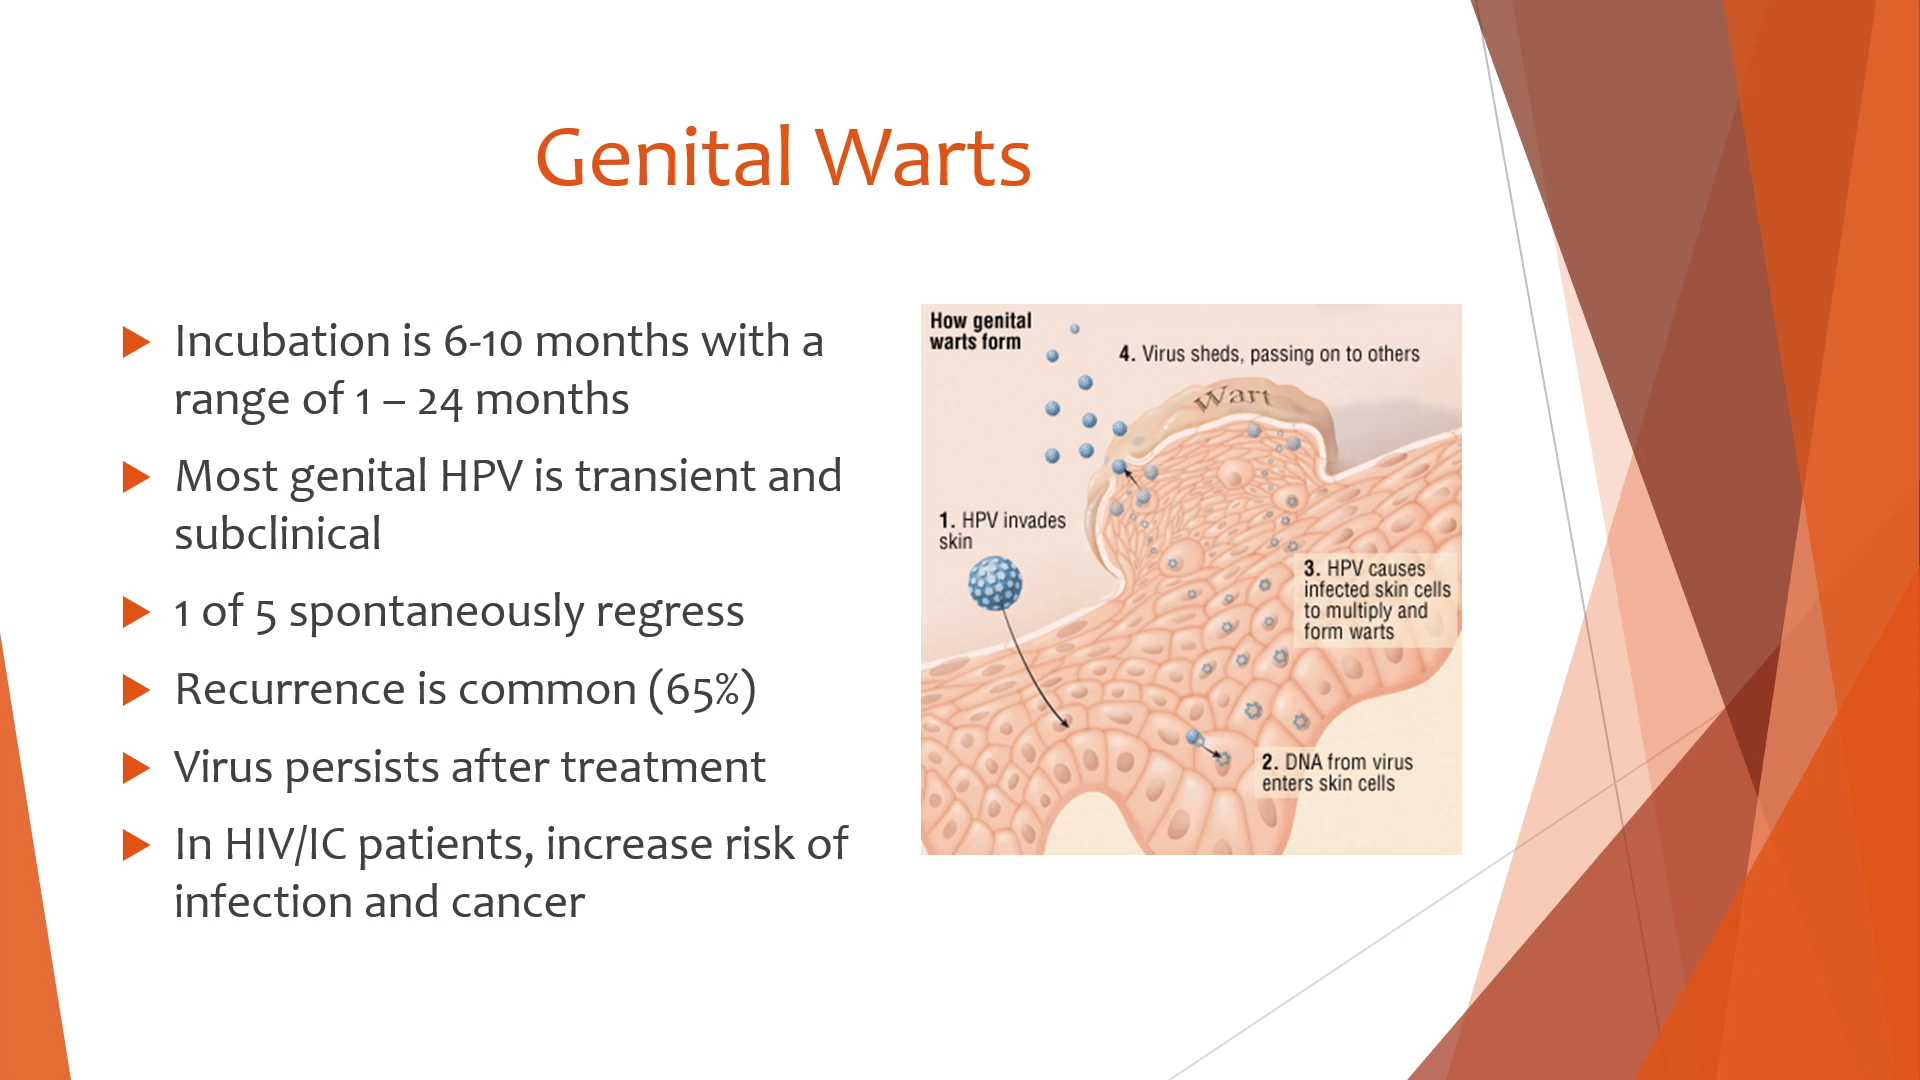 Genital Warts
Incubation is 6-10 months with a
range of 1 – 24 months
Most genital HPV is transient and
subclinical
1 of 5 spontaneously regress
Recurrence is common (65%)
Virus persists after treatment
In HIV/IC patients, increase risk of
infection and cancer
How genital
warts form
4. Virus sheds, passing on to others
Wart
1. HPV invades
skin
3. HPV causes
infected skin cells
to multiply and
form warts
2. DNA from virus
enters skin cells